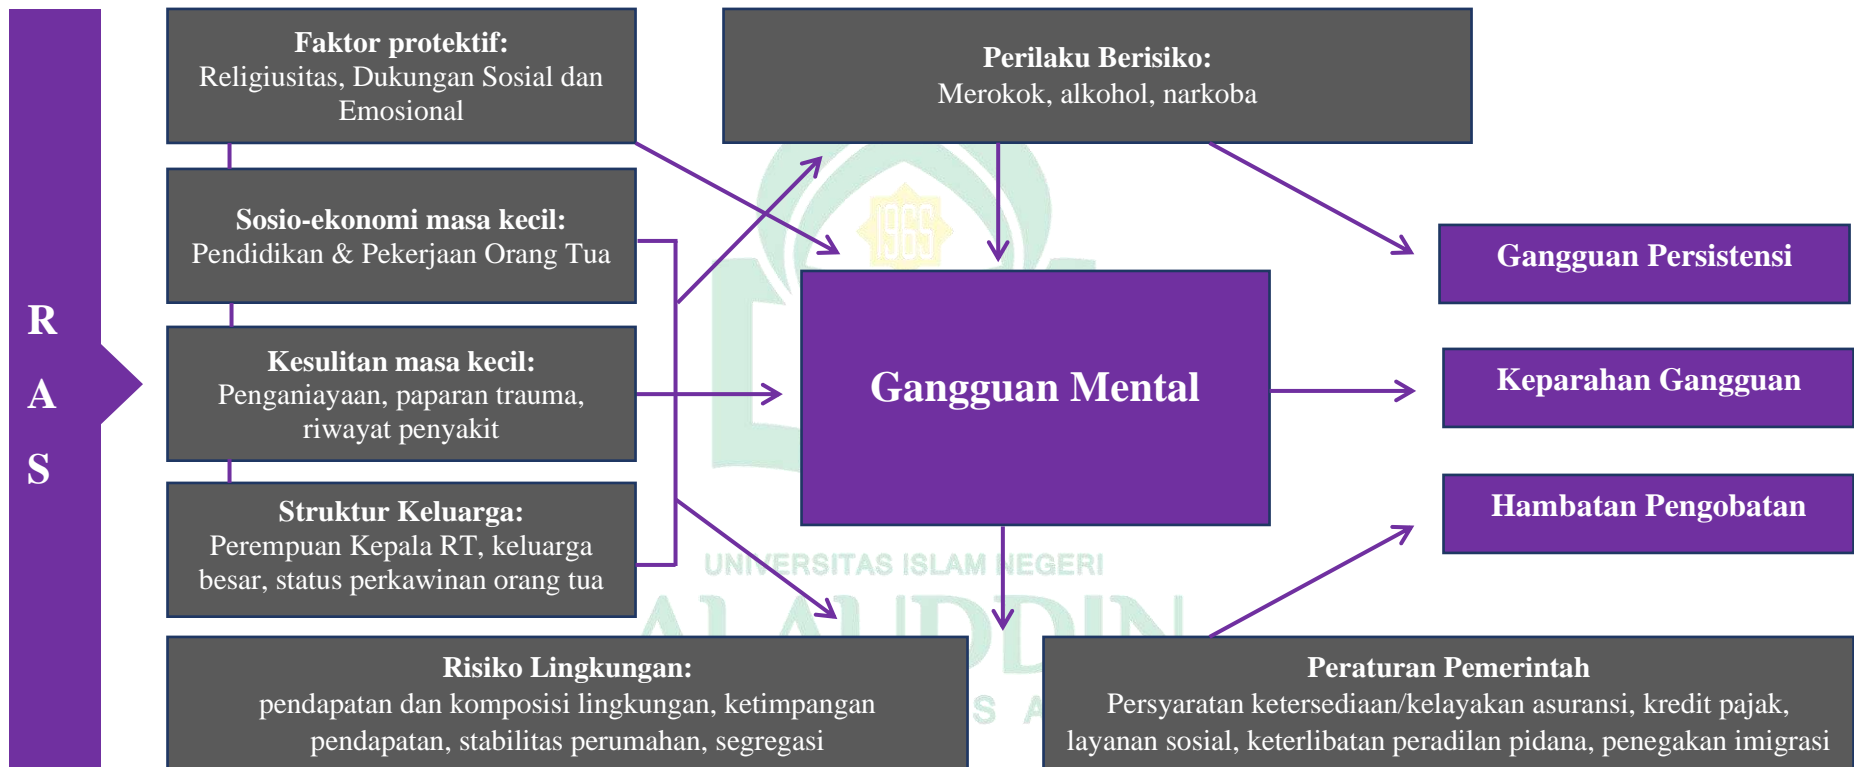 R
A
S
Faktor protektif:
Religiusitas, Dukungan Sosial dan
Emosional
Sosio-ekonomi masa kecil:
Pendidikan & Pekerjaan Orang Tua
Kesulitan masa kecil:
Penganiayaan, paparan trauma,
riwayat penyakit
Struktur Keluarga:
Perempuan Kepala RT, keluarga
besar, status perkawinan orang tua
Perilaku Berisiko:
Merokok, alkohol, narkoba
1965
Gangguan Mental
Gangguan Persistensi
Keparahan Gangguan
Hambatan Pengobatan
UNIVERSITAS ISLAM NEGERI
ALAUDDIN
S A
Risiko Lingkungan:
pendapatan dan komposisi lingkungan, ketimpangan
pendapatan, stabilitas perumahan, segregasi
Peraturan Pemerintah
Persyaratan ketersediaan/kelayakan asuransi, kredit pajak,
layanan sosial, keterlibatan peradilan pidana, penegakan imigrasi